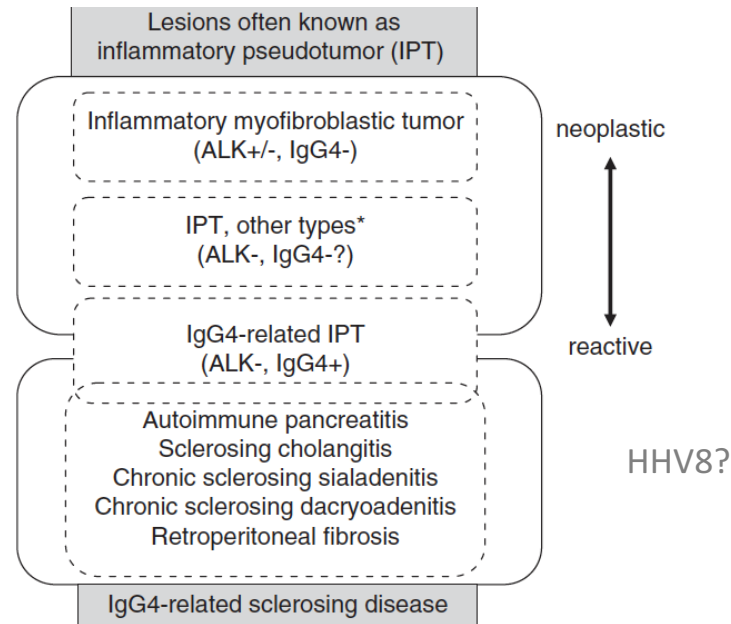 Lesions often known as
inflammatory pseudotumor (IPT)
Inflammatory myofibroblastic tumor
(ALK+/-, IgG4-)
neoplastic
IPT, other types*
(ALK-, IgG4-?)
IgG4-related IPT
(ALK-, IgG4+)
reactive
Autoimmune pancreatitis
Sclerosing cholangitis
Chronic sclerosing sialadenitis
Chronic sclerosing dacryoadenitis
Retroperitoneal fibrosis
HHV8?
IgG4-related sclerosing disease